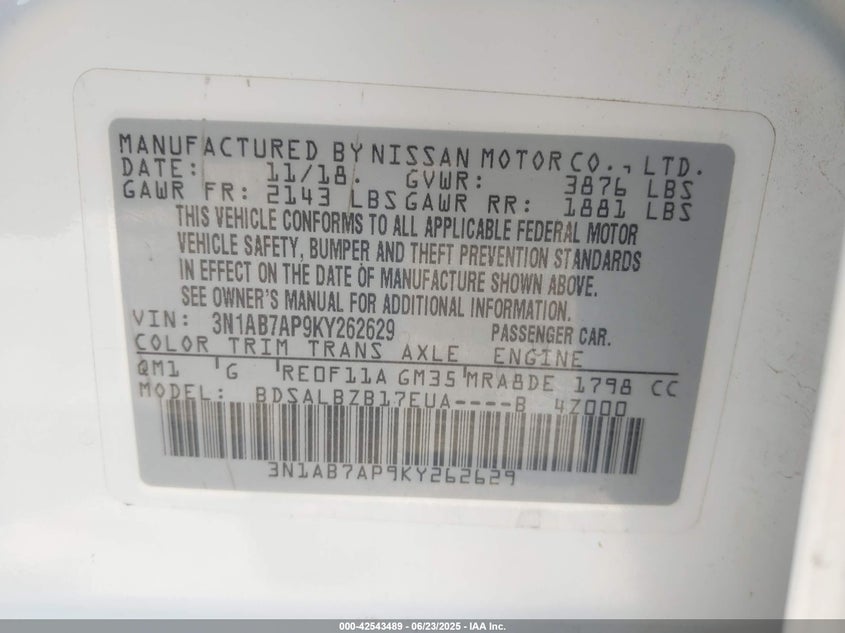 MANUFACTURED BY NISSAN MOTOR CO., LTD.
DATE: 11/18. GVWR: 3876 LBS
GAWR FR: 2143 LBS GAWR RR: 1881 LBS
THIS VEHICLE CONFORMS TO ALL APPLICABLE FEDERAL MOTOR
VEHICLE SAFETY, BUMPER AND THEFT PREVENTION STANDARDS
IN EFFECT ON THE DATE OF MANUFACTURE SHOWN ABOVE.
SEE OWNER'S MANUAL FOR ADDITIONAL INFORMATION.
VIN: 3N1AB7AP9KY262629 PASSENGER CAR.
COLOR TRIM TRANS AXLE ENGINE
QM1 G RE0F11A GM35 MRA8DE 1798 CC
MODEL: BDSALBZB17EUA----B 4Z000
3N1AB7AP9KY262629
000-42543489 - 06/23/2025 - IAA Inc.